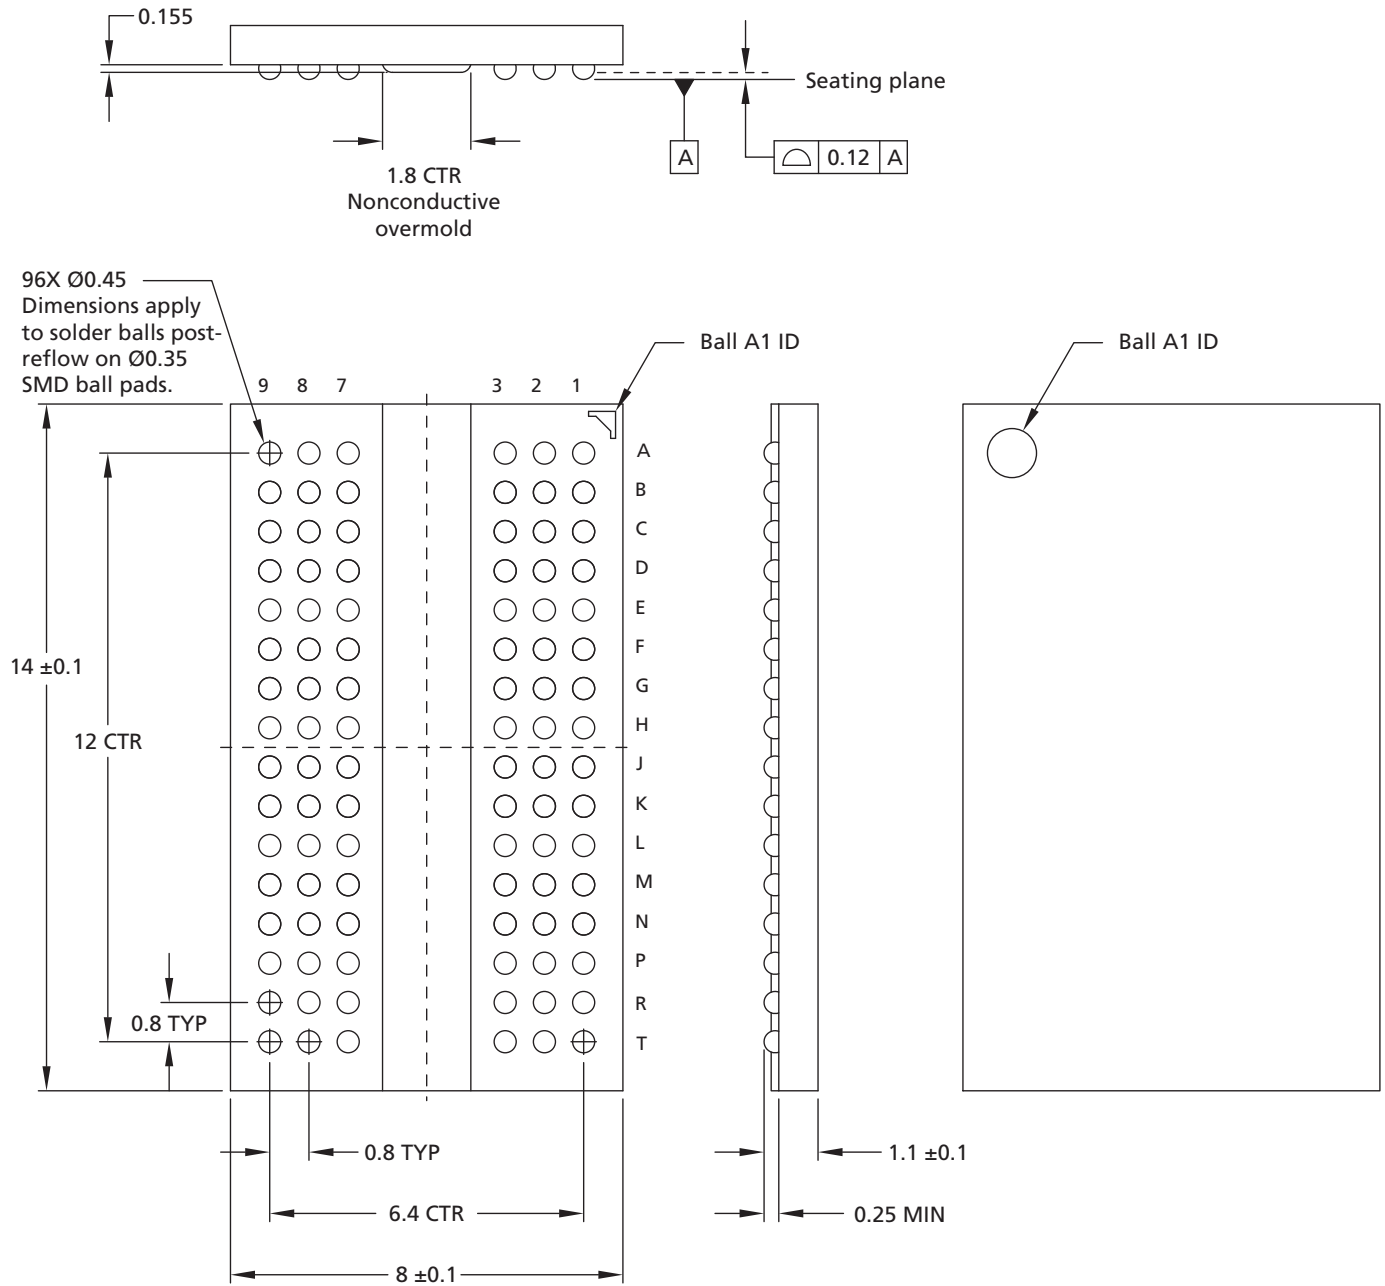 0.155
Seating plane
A
0.12 A
1.8 CTR
Nonconductive
overmold
96X Ø0.45
Dimensions apply
to solder balls post-
reflow on Ø0.35
SMD ball pads.
Ball A1 ID
Ball A1 ID
9 8 7 3 2 1
A
B
C
D
E
F
G
H
J
K
L
M
N
P
R
T
14 ±0.1
12 CTR
0.8 TYP
0.8 TYP
1.1 ±0.1
6.4 CTR
0.25 MIN
8 ±0.1